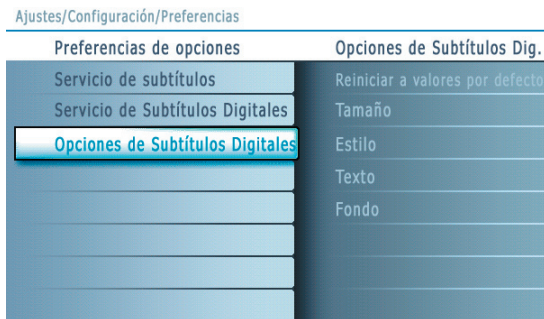 Ajustes/Configuración/Preferencias
Preferencias de opciones
Servicio de subtítulos
Servicio de Subtítulos Digitales
Opciones de Subtítulos Digitales
Opciones de Subtítulos Dig.
Reiniciar a valores por defecto
Tamaño
Estilo
Texto
Fondo